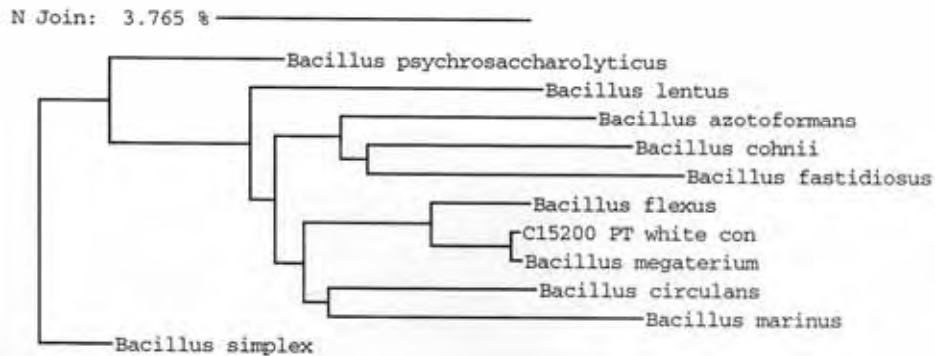 N Join: 3.765 %
Bacillus psychrosaccharolyticus
Bacillus lentus
Bacillus azotoformans
Bacillus cohnii
Bacillus fastidiosus
Bacillus flexus
C15200 PT white con
Bacillus megaterium
Bacillus circulans
Bacillus marinus
Bacillus simplex